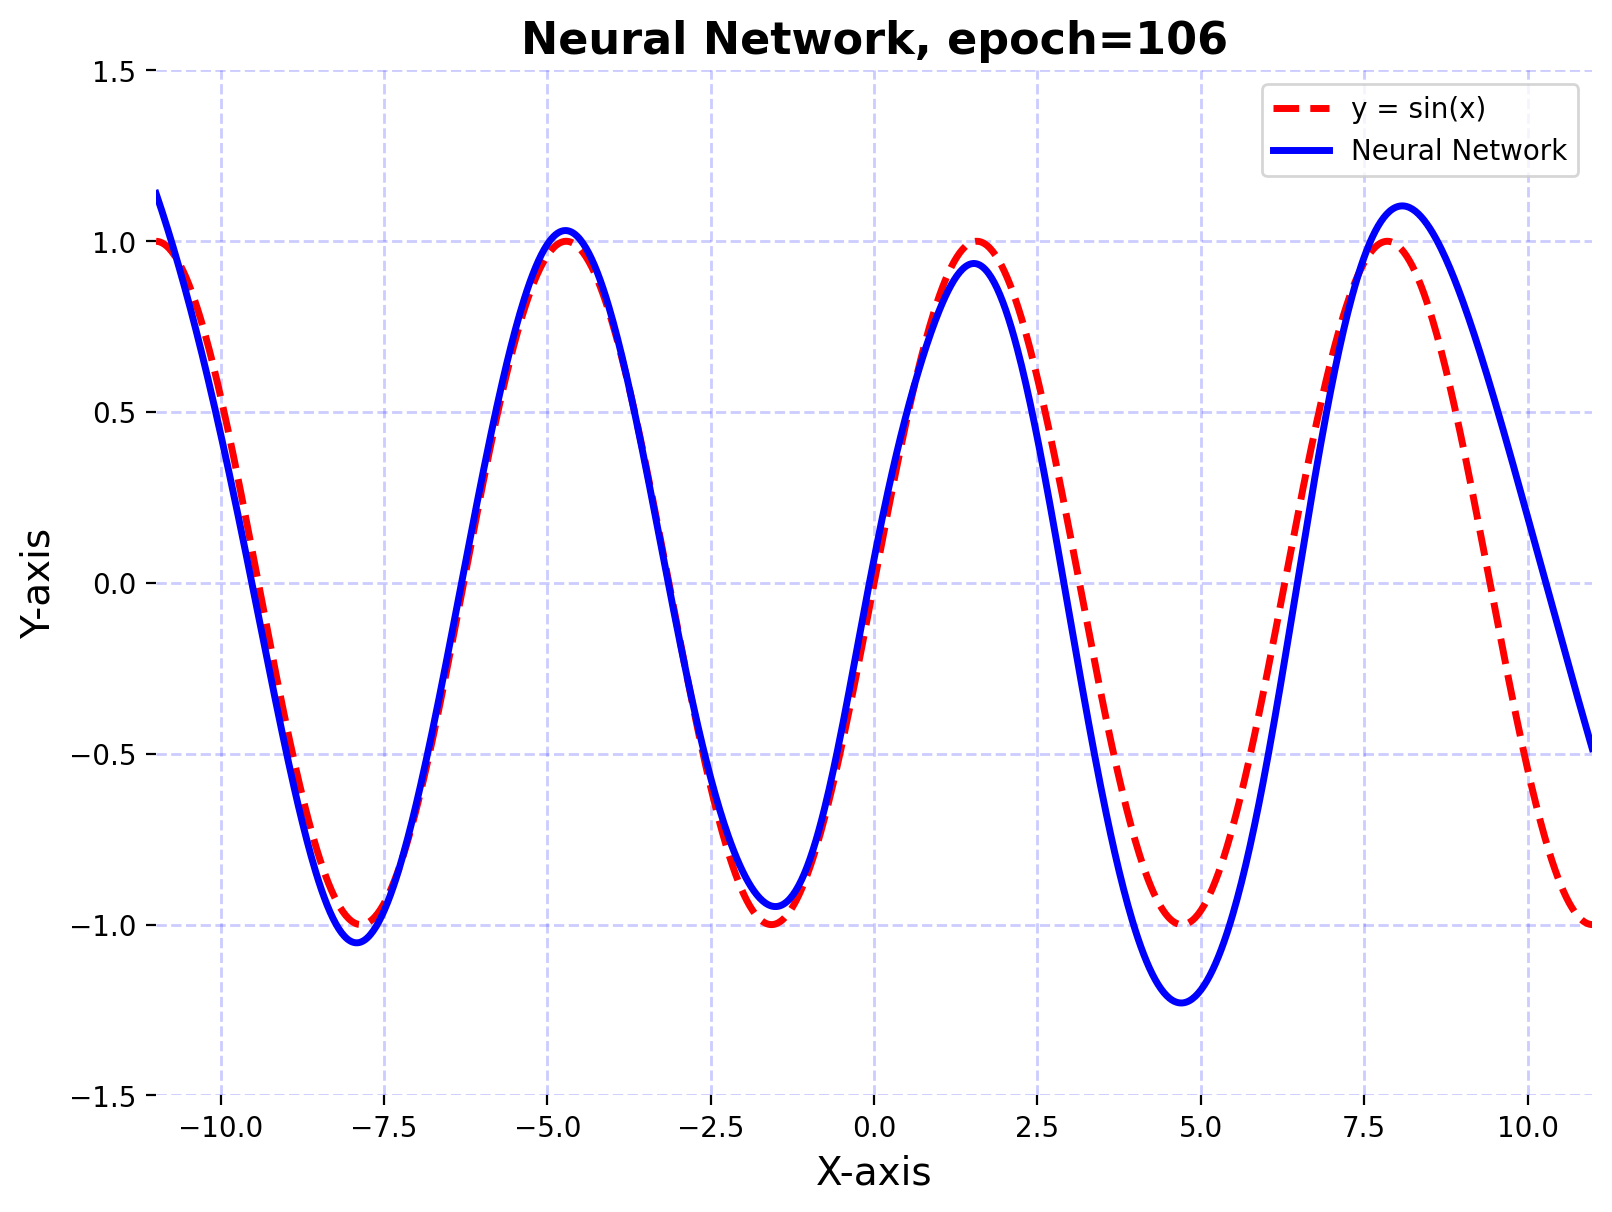 Neural Network, epoch=106
y = sin(x)
Neural Network
1.5
1.0
0.5
0.0
−0.5
−1.0
−1.5
Y-axis
−10.0 −7.5 −5.0 −2.5 0.0 2.5 5.0 7.5 10.0
X-axis